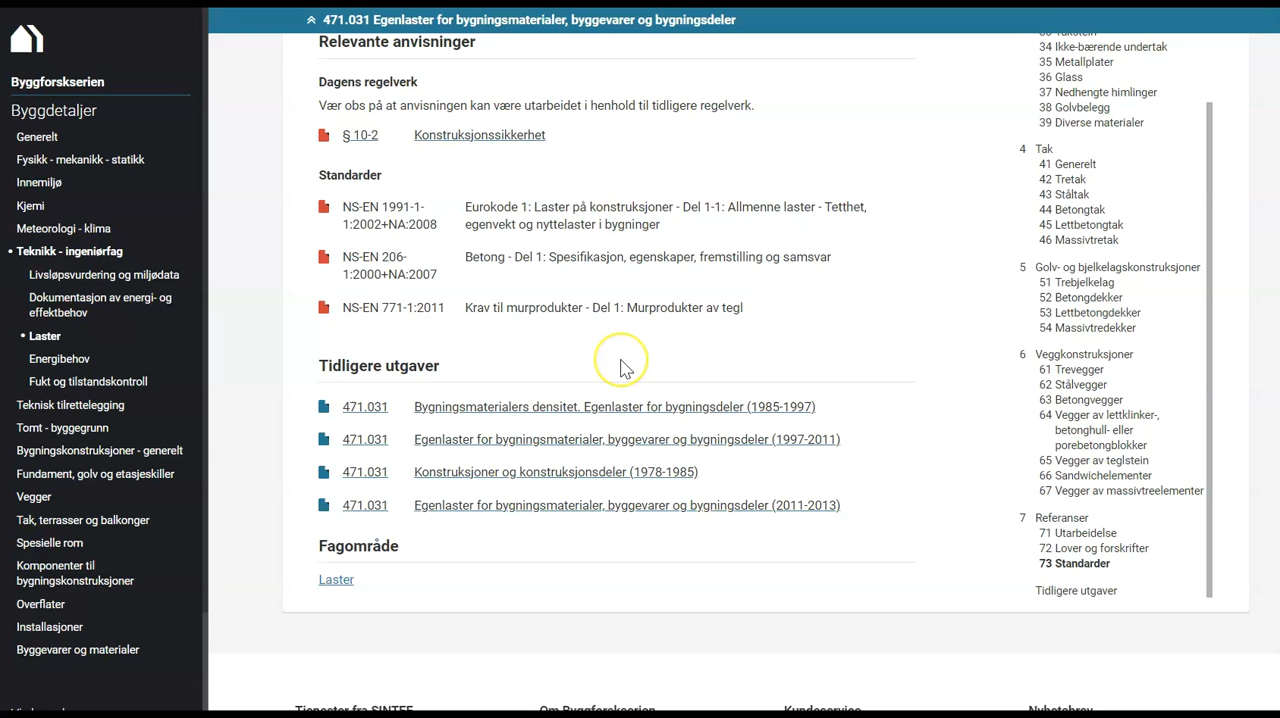 471.031 Egenlaster for bygningsmaterialer, byggevarer og bygningsdeler
Byggforskserien
Byggdetaljer
Generelt
Fysikk - mekanikk - statikk
Innemiljø
Kjemi
Meteorologi - klima
Teknikk - ingeniørfag
Livsløpsvurdering og miljødata
Dokumentasjon av energi- og
effektbehov
Laster
Energibehov
Fukt og tilstandskontroll
Teknisk tilrettelegging
Tomt - byggegrunn
Bygningskonstruksjoner - generelt
Fundament, golv og etasjeskiller
Vegger
Tak, terrasser og balkonger
Spesielle rom
Komponenter til
bygningskonstruksjoner
Overflater
Installasjoner
Byggevarer og materialer
Relevante anvisninger
Dagens regelverk
Vær obs på at anvisningen kan være utarbeidet i henhold til tidligere regelverk.
§ 10-2 Konstruksjonssikkerhet
Standarder
NS-EN 1991-1- Eurokode 1: Laster på konstruksjoner - Del 1-1: Allmenne laster - Tetthet,
1:2002+NA:2008 egenvekt og nyttelaster i bygninger
NS-EN 206- Betong - Del 1: Spesifikasjon, egenskaper, fremstilling og samsvar
1:2000+NA:2007
NS-EN 771-1:2011 Krav til murprodukter - Del 1: Murprodukter av tegl
Tidligere utgaver
471.031 Bygningsmaterialers densitet. Egenlaster for bygningsdeler (1985-1997)
471.031 Egenlaster for bygningsmaterialer, byggevarer og bygningsdeler (1997-2011)
471.031 Konstruksjoner og konstruksjonsdeler (1978-1985)
471.031 Egenlaster for bygningsmaterialer, byggevarer og bygningsdeler (2011-2013)
Fagområde
Laster
34 Ikke-bærende undertak
35 Metallplater
36 Glass
37 Nedhengte himlinger
38 Golvbelegg
39 Diverse materialer
4 Tak
41 Generelt
42 Tretak
43 Ståltak
44 Betongtak
45 Lettbetongtak
46 Massivtretak
5 Golv- og bjelkelagskonstruksjoner
51 Trebjelkelag
52 Betongdekker
53 Lettbetongdekker
54 Massivtredekker
6 Veggkonstruksjoner
61 Trevegger
62 Stålvegger
63 Betongvegger
64 Vegger av lettklinker-,
betonghull- eller
porebetongblokker
65 Vegger av teglstein
66 Sandwichelementer
67 Vegger av massivtreelementer
7 Referanser
71 Utarbeidelse
72 Lover og forskrifter
73 Standarder
Tidligere utgaver
Tjenester fra SINTEF Om Byggforskserien Kundeservice Nyhetsbrev